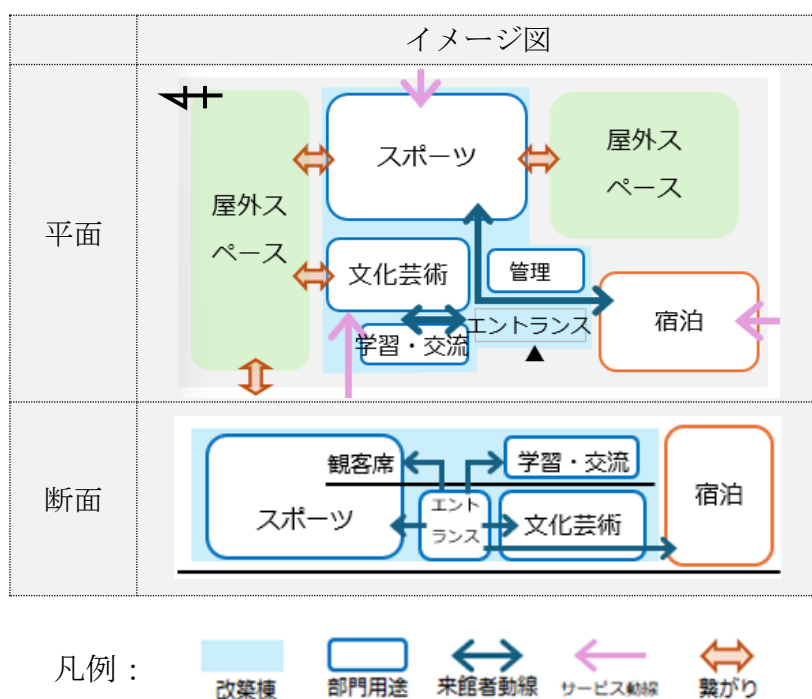 イメージ図
平面
スポーツ
屋外ス
ペース
屋外ス
ペース
文化芸術
管理
エントランス
宿泊
学習・交流
断面
観客席
学習・交流
スポーツ
エント
ランス
文化芸術
宿泊
凡例：
改築棟
部門用途
来館者動線
サービス動線
繋がり